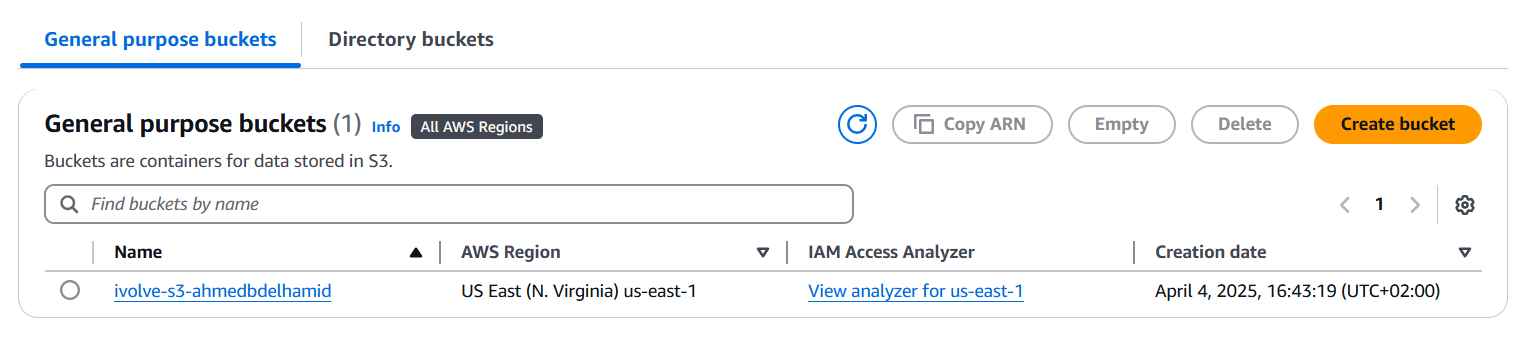 General purpose buckets Directory buckets
General purpose buckets (1) Info All AWS Regions Copy ARN Empty Delete Create bucket
Buckets are containers for data stored in S3.
Find buckets by name 1
Name AWS Region IAM Access Analyzer Creation date
ivolve-s3-ahmedbdelhamid US East (N. Virginia) us-east-1 View analyzer for us-east-1 April 4, 2025, 16:43:19 (UTC+02:00)